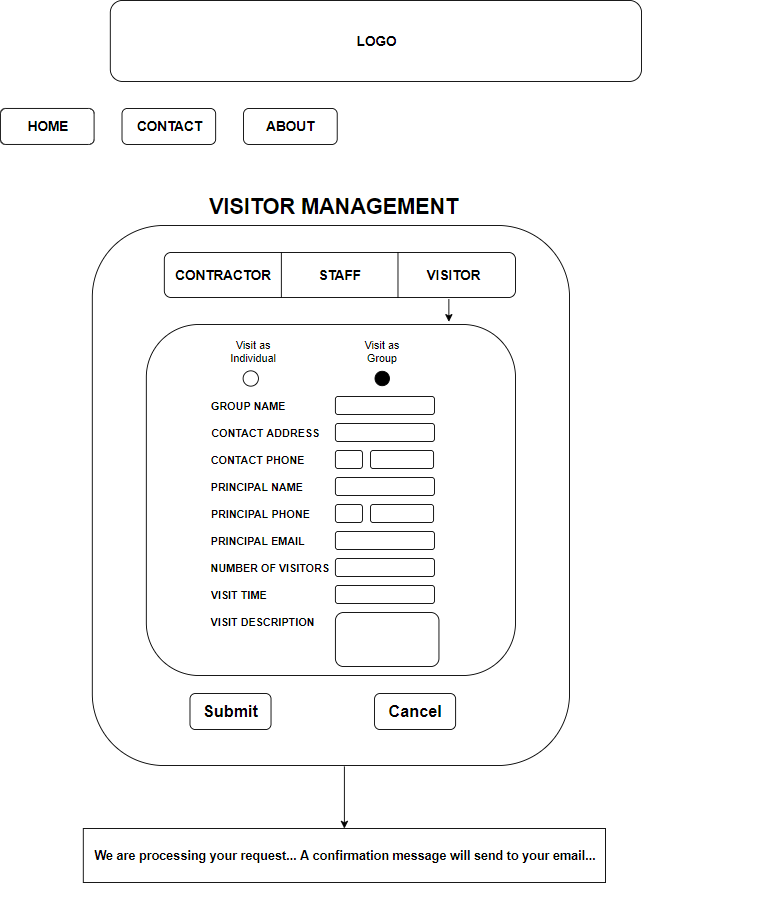 LOGO
HOME
CONTACT
ABOUT
VISITOR MANAGEMENT
CONTRACTOR
STAFF
VISITOR
Visit as
Individual
Visit as
Group
GROUP NAME
CONTACT ADDRESS
CONTACT PHONE
PRINCIPAL NAME
PRINCIPAL PHONE
PRINCIPAL EMAIL
NUMBER OF VISITORS
VISIT TIME
VISIT DESCRIPTION
Submit
Cancel
We are processing your request... A confirmation message will send to your email...